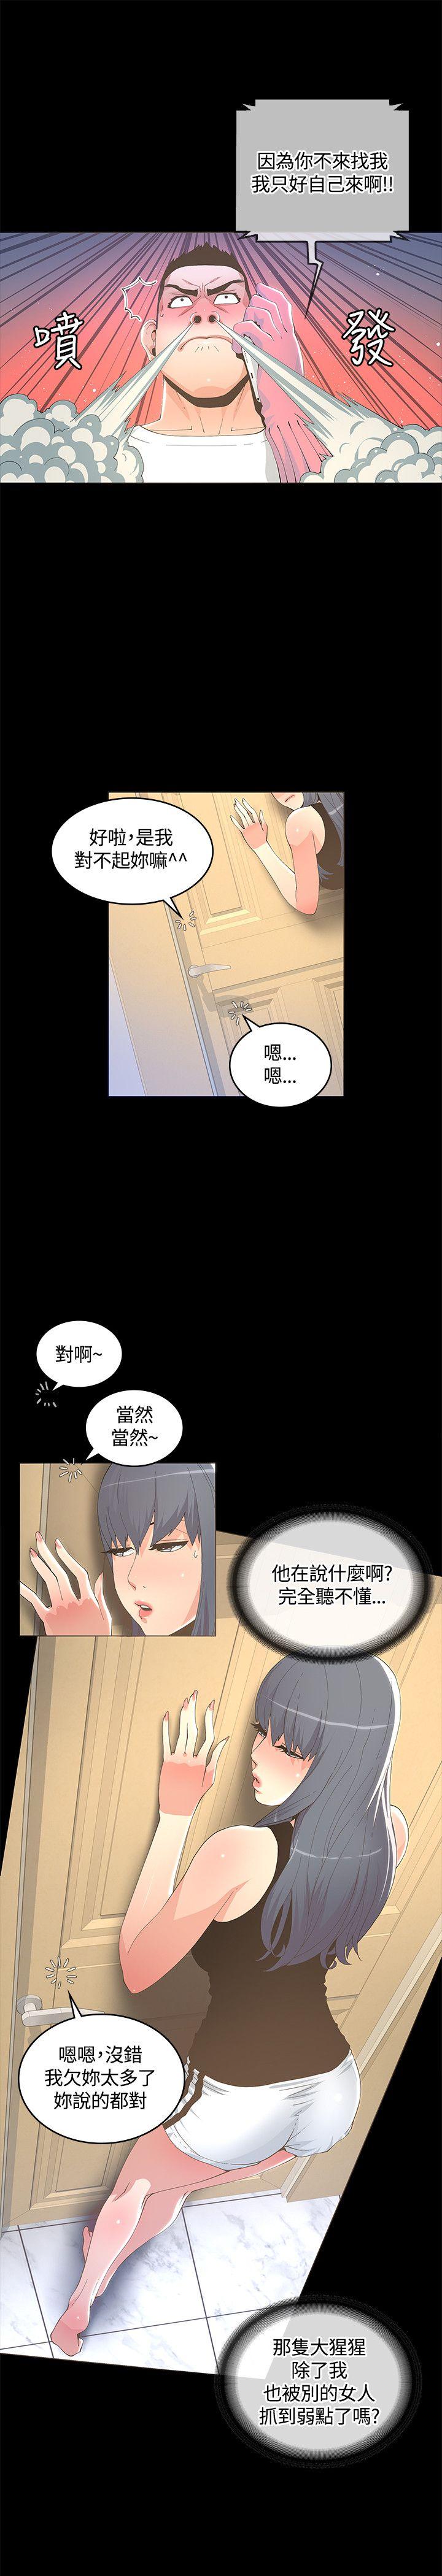 因為你不來找我
我只好自己來啊!!
噴
發
好啦，是我
對不起妳嘛^^
嗯...
嗯...
對啊~
當然
當然~
他在說什麼啊?
完全聽不懂...
嗯嗯，沒錯
我欠妳太多了
妳說的都對
那隻大猩猩
除了我
也被別的女人
抓到弱點了嗎?